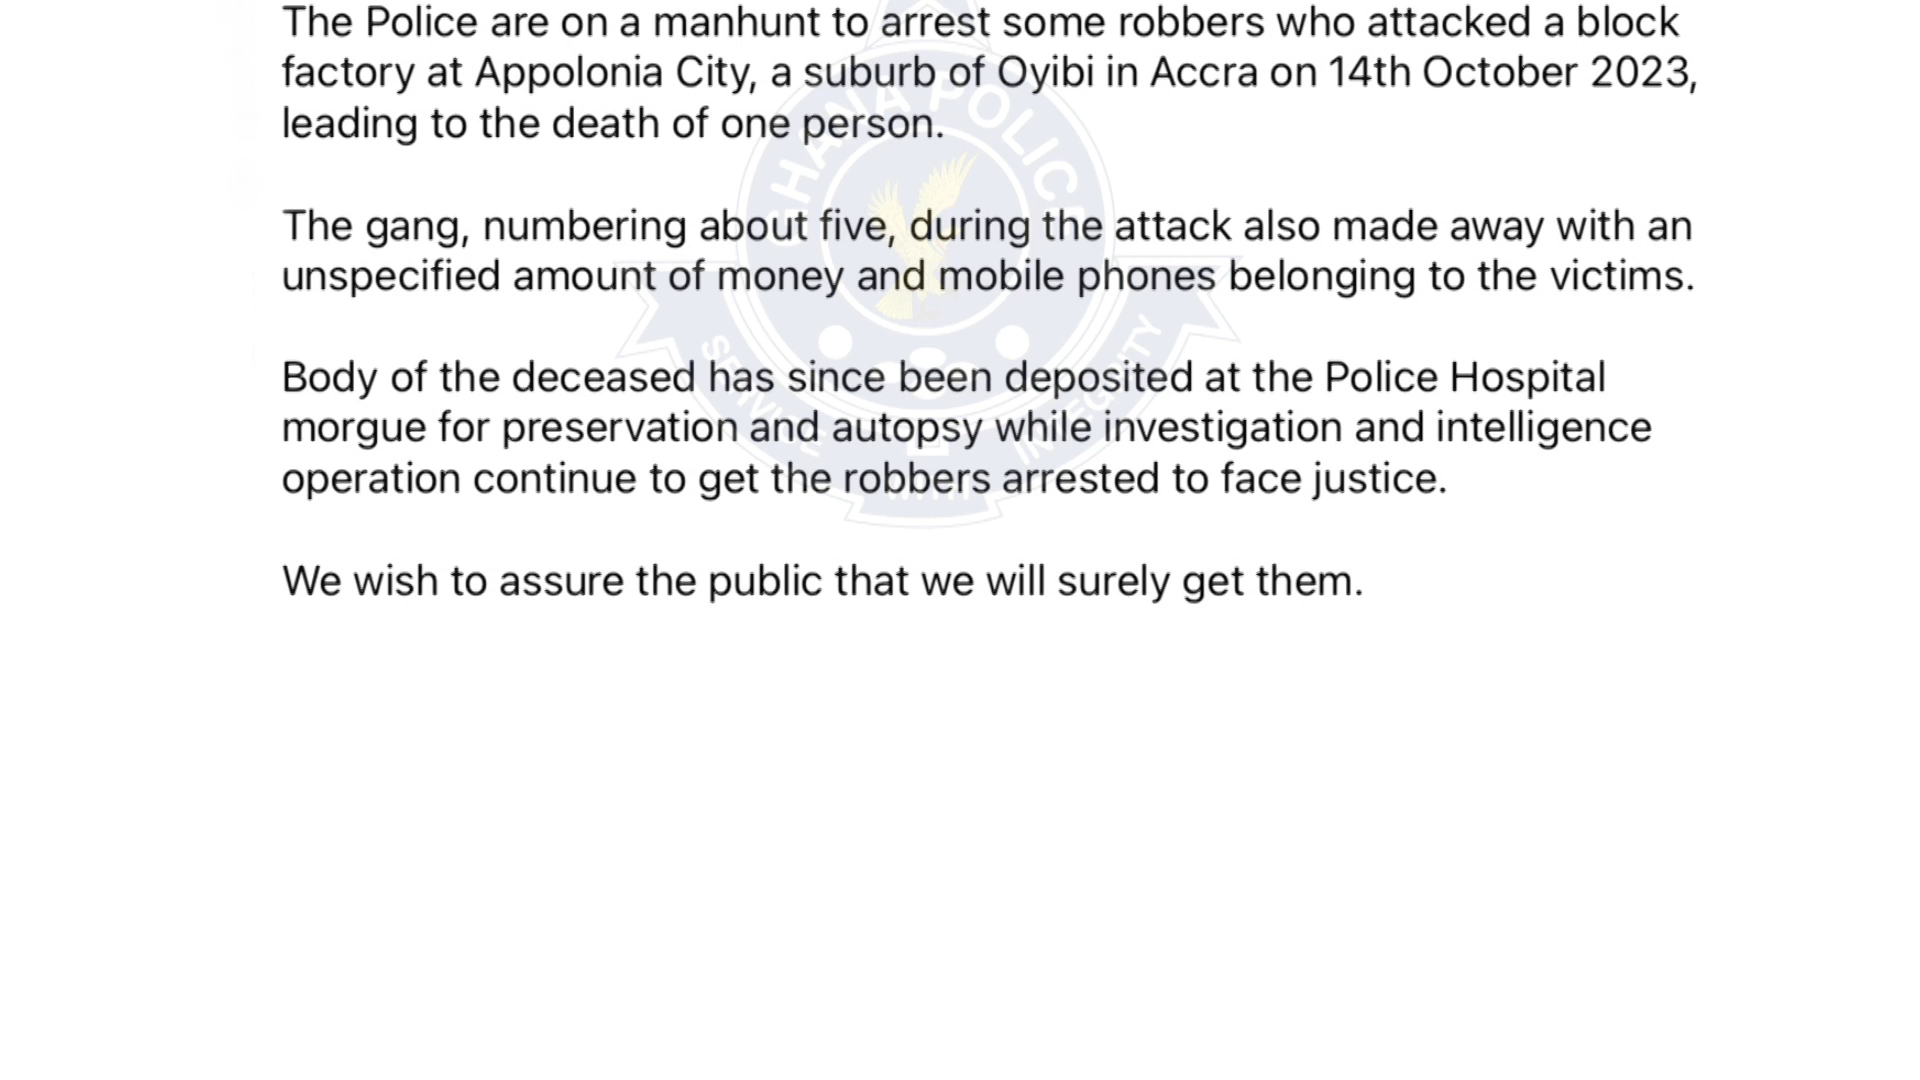 The Police are on a manhunt to arrest some robbers who attacked a block
factory at Appolonia City, a suburb of Oyibi in Accra on 14th October 2023,
leading to the death of one person.
The gang, numbering about five, during the attack also made away with an
unspecified amount of money and mobile phones belonging to the victims.
Body of the deceased has since been deposited at the Police Hospital
morgue for preservation and autopsy while investigation and intelligence
operation continue to get the robbers arrested to face justice.
We wish to assure the public that we will surely get them.
GHANA POLICE
SERVICE
WITH
INTEGRITY